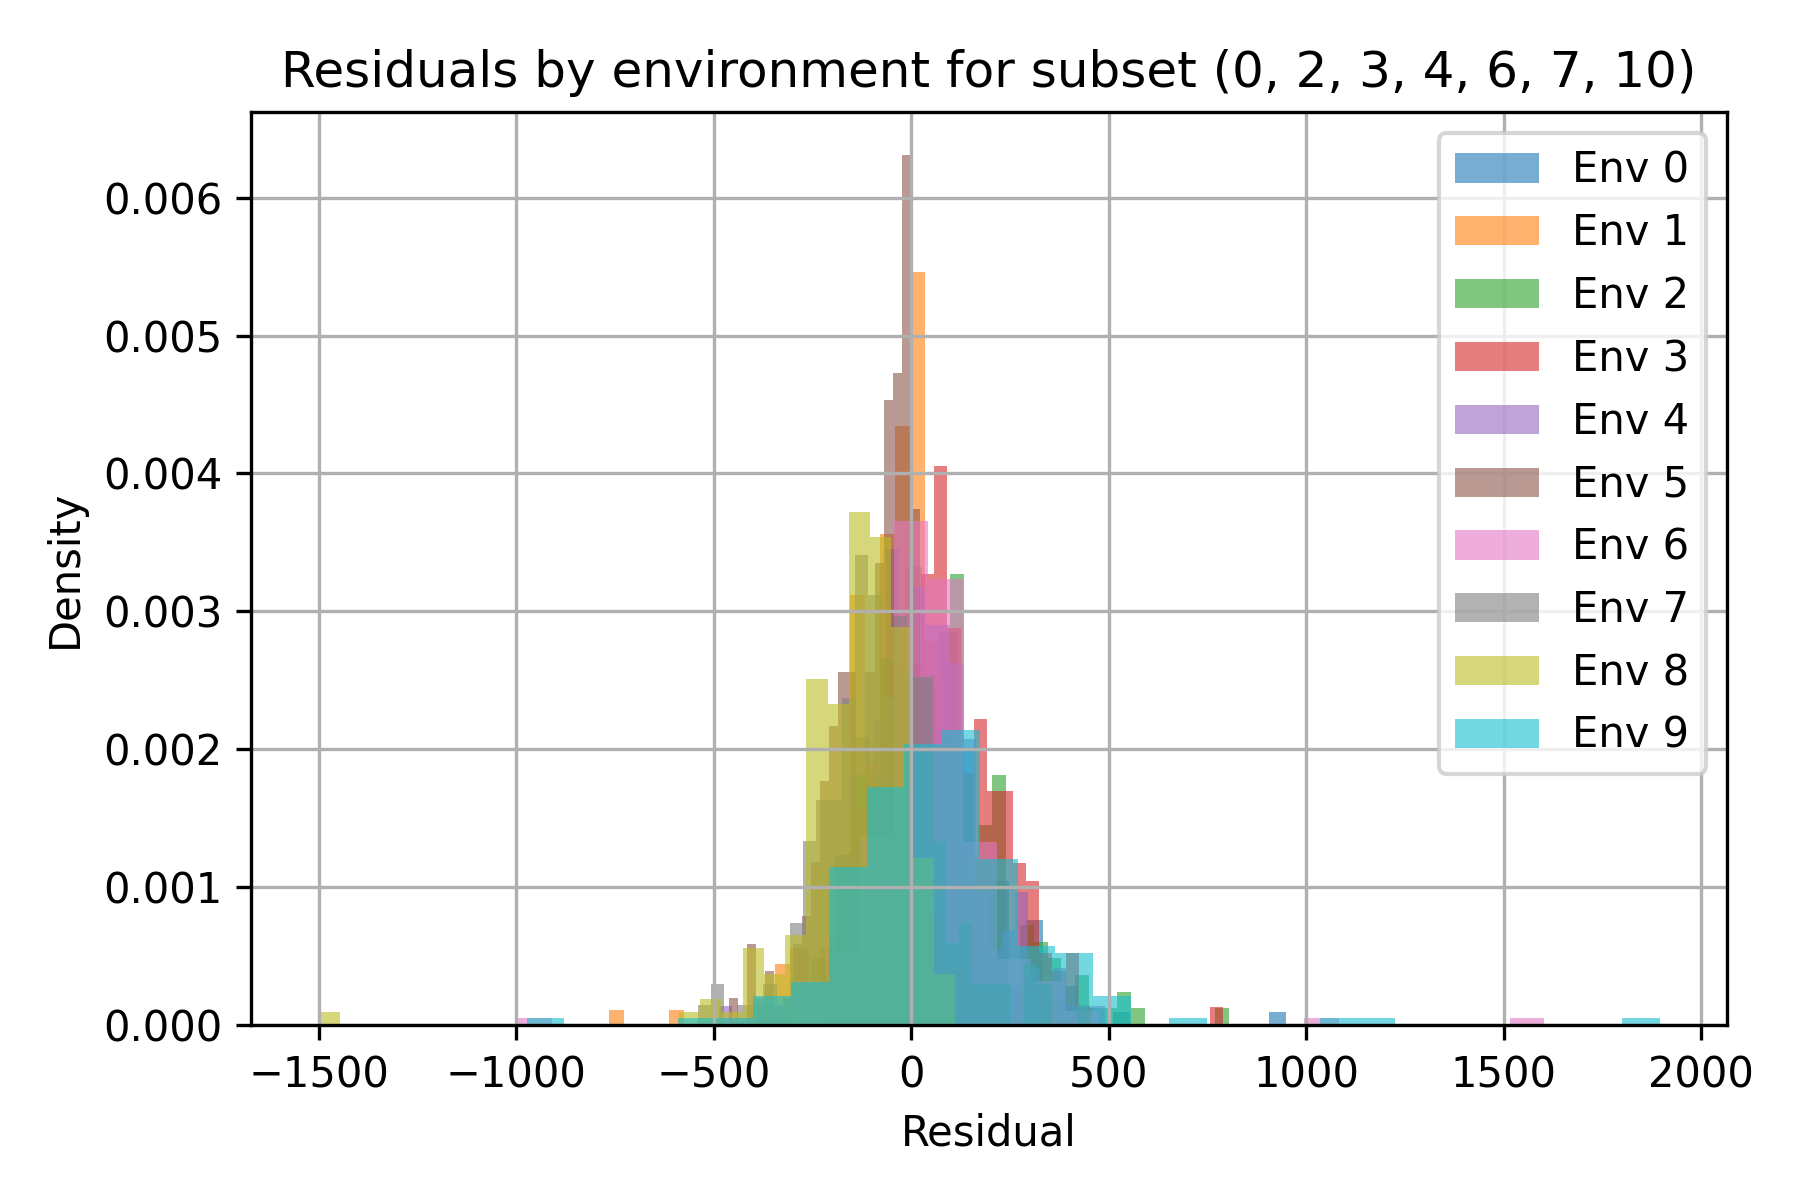 Residuals by environment for subset (0, 2, 3, 4, 6, 7, 10)
Env 0
Env 1
Env 2
Env 3
Env 4
Env 5
Env 6
Env 7
Env 8
Env 9
0.006
0.005
0.004
0.003
0.002
0.001
0.000
Density
−1500 −1000 −500 0 500 1000 1500 2000
Residual